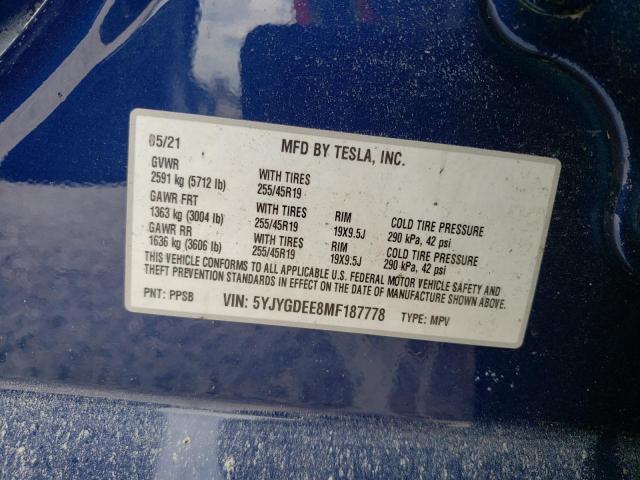 05/21 MFD BY TESLA, INC.
GVWR WITH TIRES
2591 kg (5712 lb) 255/45R19
GAWR FRT WITH TIRES RIM COLD TIRE PRESSURE
1363 kg (3004 lb) 255/45R19 19X9.5J 290 kPa, 42 psi
GAWR RR WITH TIRES RIM COLD TIRE PRESSURE
1636 kg (3606 lb) 255/45R19 19X9.5J 290 kPa, 42 psi
THIS VEHICLE CONFORMS TO ALL APPLICABLE U.S. FEDERAL MOTOR VEHICLE SAFETY AND
THEFT PREVENTION STANDARDS IN EFFECT ON THE DATE OF MANUFACTURE SHOWN ABOVE.
PNT: PPSB VIN: 5YJYGDEE8MF187778 TYPE: MPV